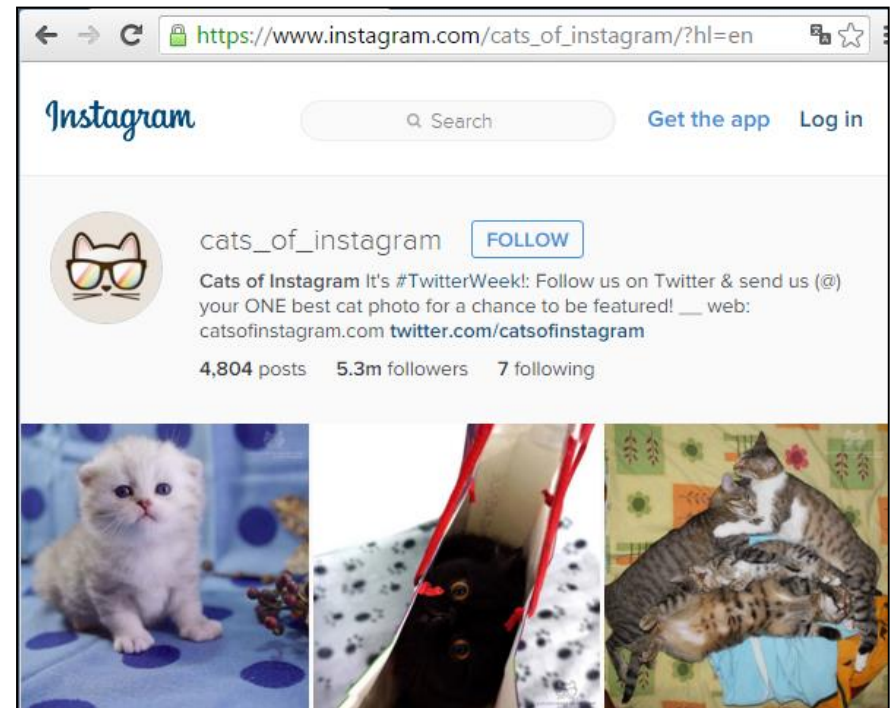 https://www.instagram.com/cats_of_instagram/?hl=en
Instagram
Search
Get the app
Log in
cats_of_instagram
FOLLOW
Cats of Instagram It's #TwitterWeek!: Follow us on Twitter & send us (@)
your ONE best cat photo for a chance to be featured! __ web:
catsofinstagram.com twitter.com/catsofinstagram
4,804 posts 5.3m followers 7 following